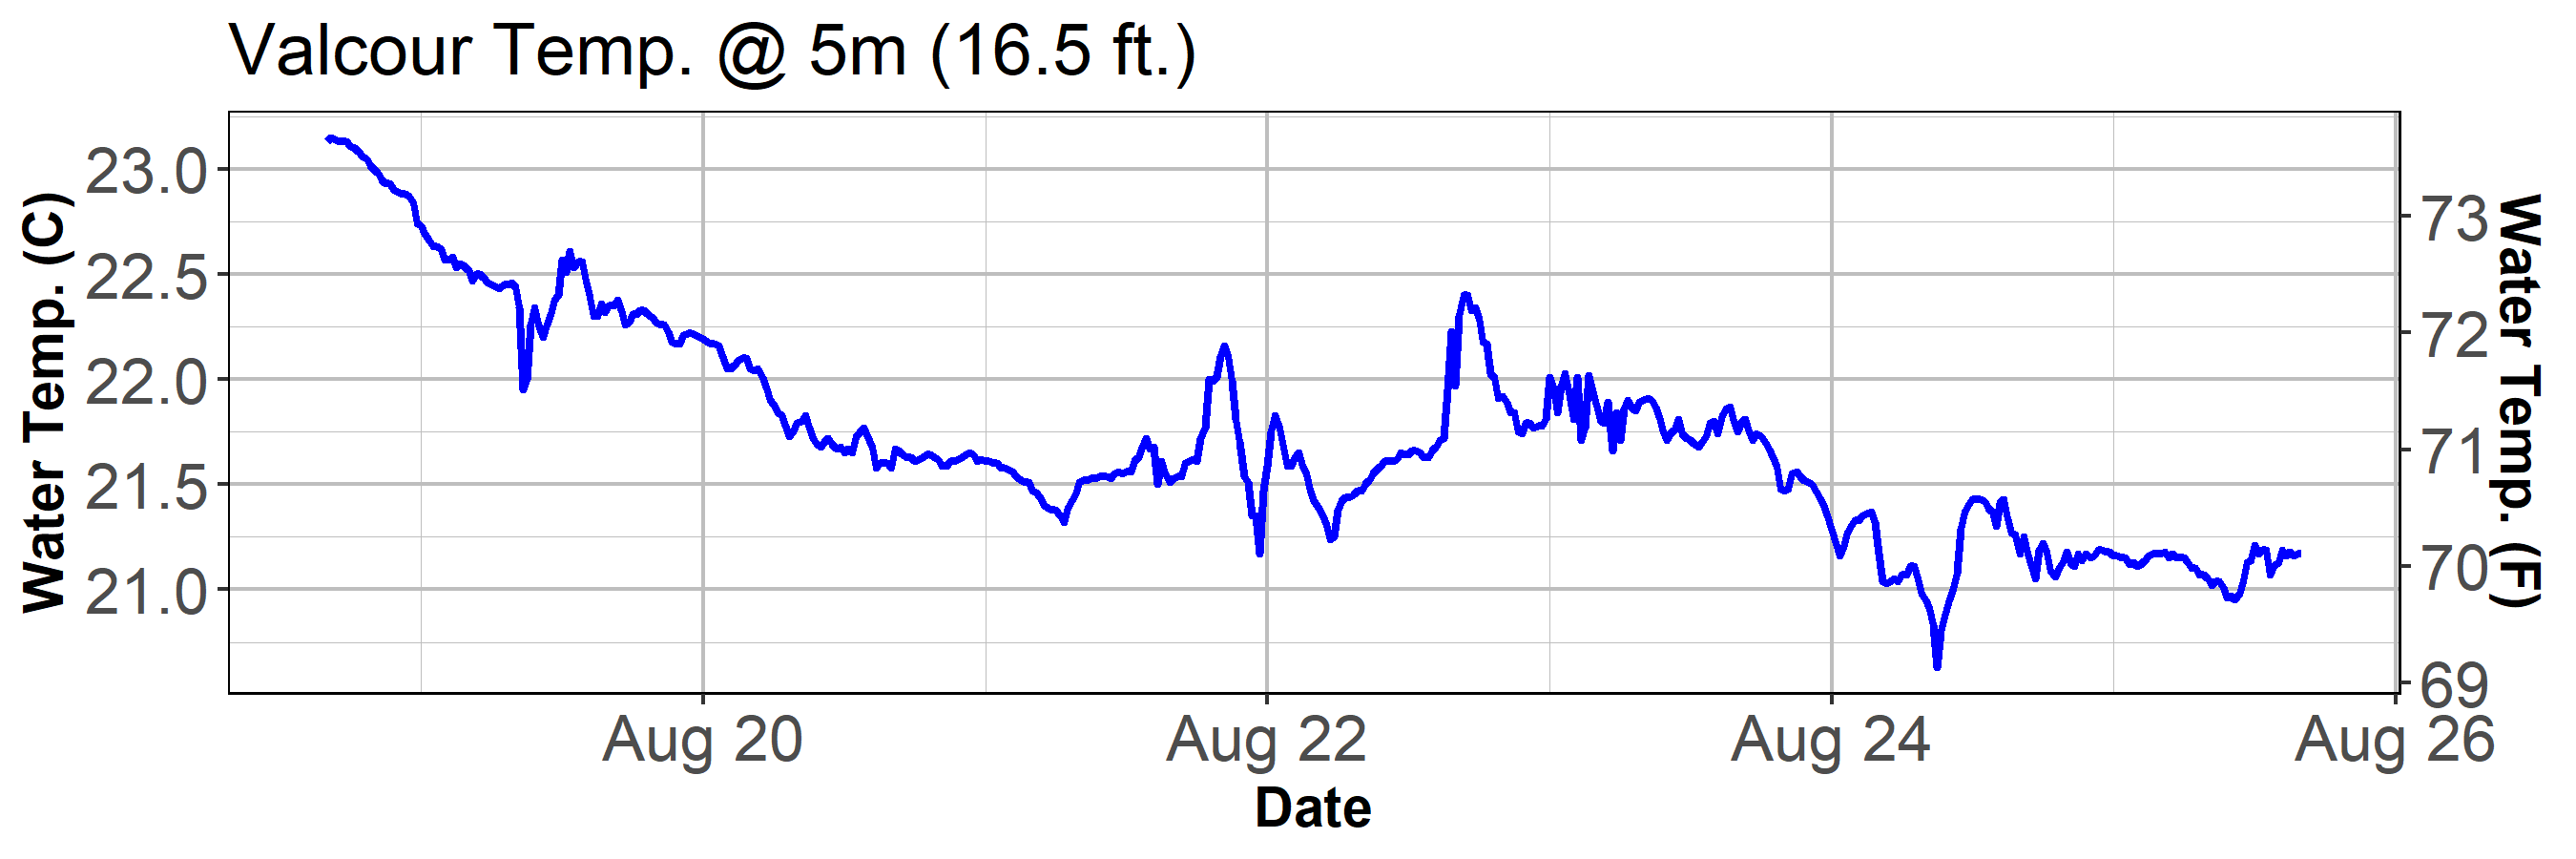 Valcour Temp. @ 5m (16.5 ft.)
Water Temp. (C)
23.0
22.5
22.0
21.5
21.0
73
72
71
70
69
Water Temp. (F)
Aug 20
Aug 22
Aug 24
Aug 26
Date